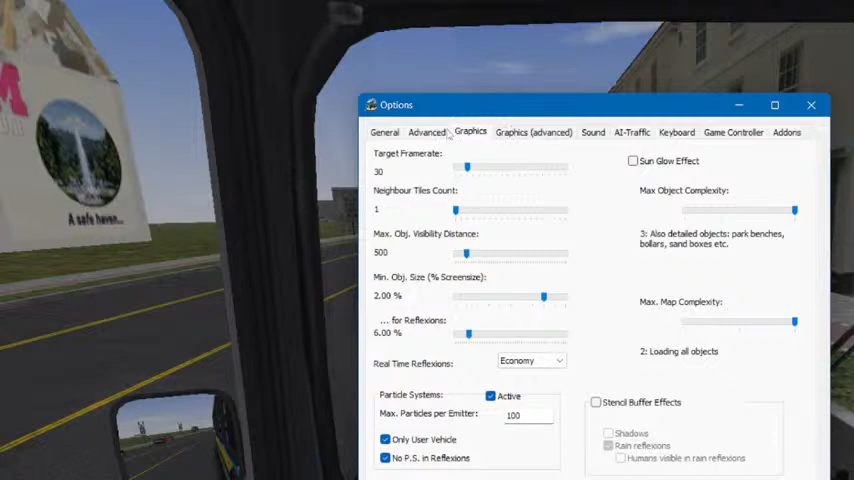 M
A safe haven...
Options
General Advanced Graphics Graphics (advanced) Sound AI-Traffic Keyboard Game Controller Addons
Target Framerate:
30
Neighbour Tiles Count:
1
Max. Obj. Visibility Distance:
500
Min. Obj. Size (% Screensize):
2.00 %
... for Reflexions:
6.00 %
Real Time Reflexions: Economy
Particle Systems: Active
Max. Particles per Emitter: 100
Only User Vehicle
No P.S. in Reflexions
Sun Glow Effect
Max Object Complexity:
3: Also detailed objects: park benches,
bollars, sand boxes etc.
Max. Map Complexity:
2: Loading all objects
Stencil Buffer Effects
Shadows
Rain reflexions
Humans visible in rain reflexions